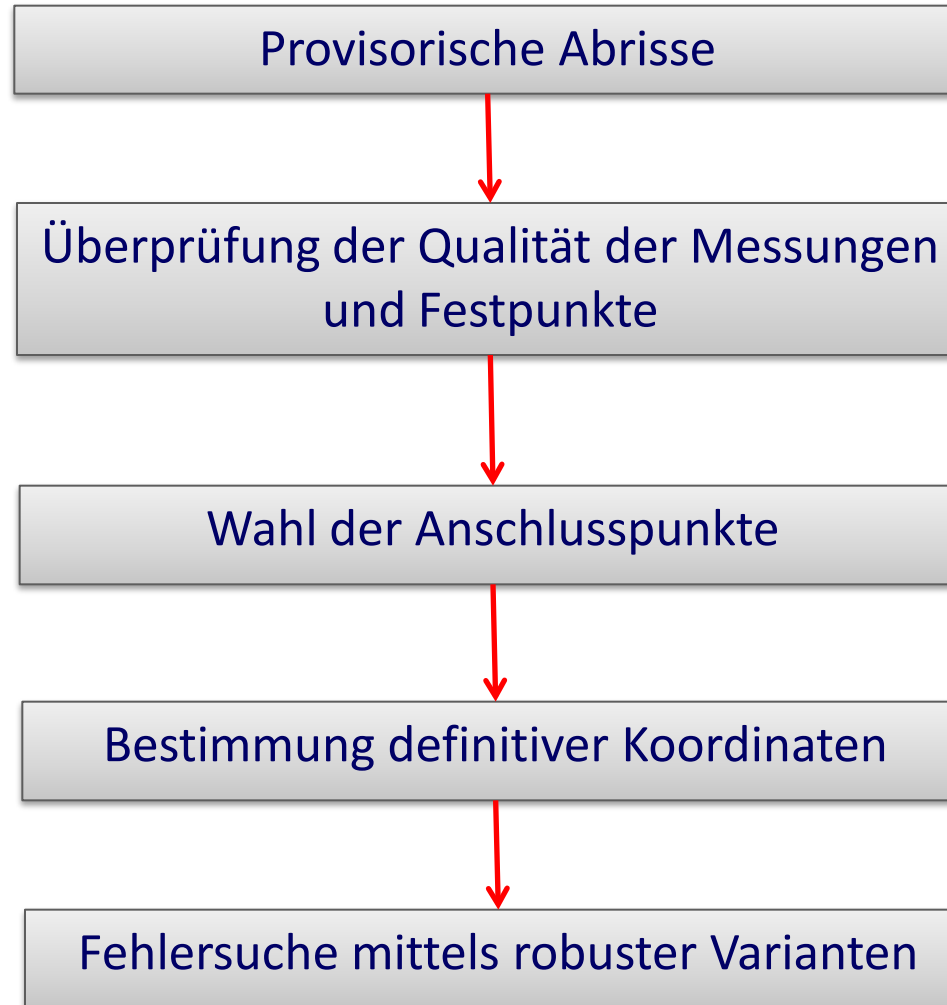 Provisorische Abrisse
Überprüfung der Qualität der Messungen
und Festpunkte
Wahl der Anschlusspunkte
Bestimmung definitiver Koordinaten
Fehlersuche mittels robuster Varianten